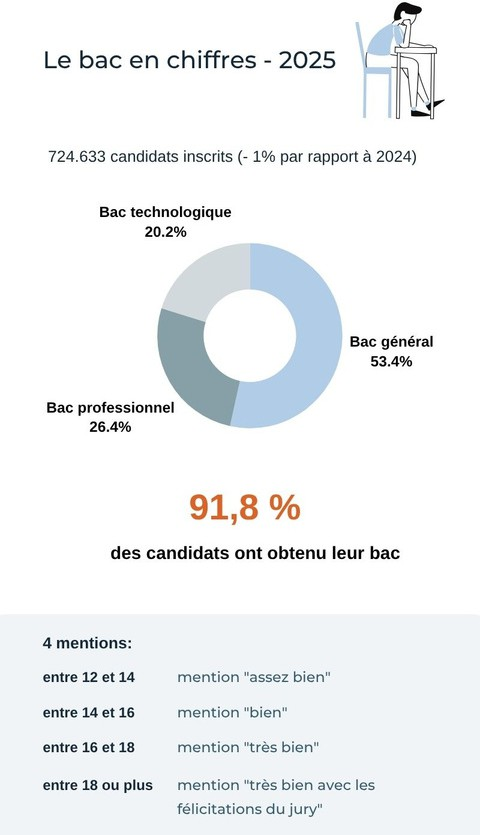 Le bac en chiffres - 2025
724.633 candidats inscrits (- 1% par rapport à 2024)
Bac technologique
20.2%
Bac général
53.4%
Bac professionnel
26.4%
91,8 %
des candidats ont obtenu leur bac
4 mentions:
entre 12 et 14 mention "assez bien"
entre 14 et 16 mention "bien"
entre 16 et 18 mention "très bien"
entre 18 ou plus mention "très bien avec les
félicitations du jury"